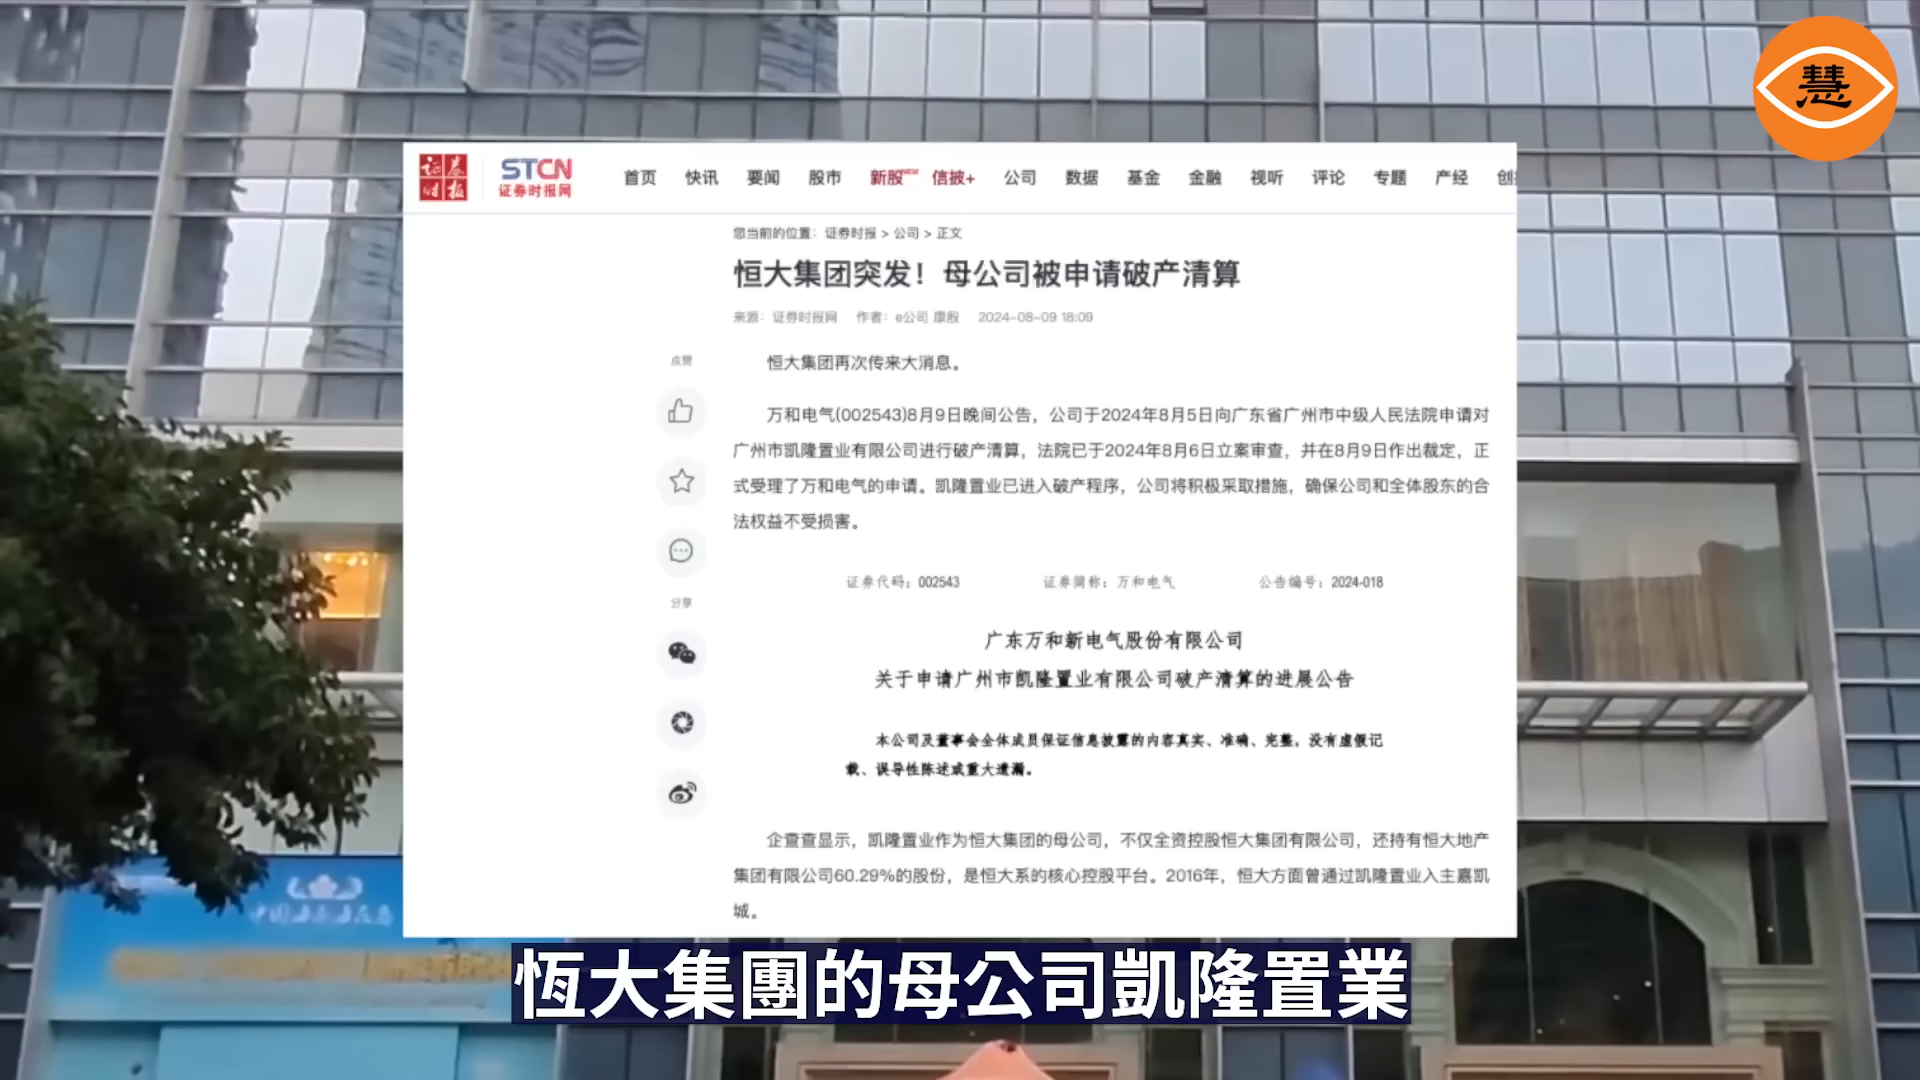 慧
证券时报
STCN
证券时报网
首页 快讯 要闻 股市 新股 信披+ 公司 数据 基金 金融 视听 评论 专题 产经
您当前的位置：证券时报 > 公司 > 正文
恒大集团突发！母公司被申请破产清算
来源：证券时报网 作者：e公司 康殷 2024-08-09 18:09
点赞
恒大集团再次传来大消息。
万和电气(002543)8月9日晚间公告，公司于2024年8月5日向广东省广州市中级人民法院申请对
广州市凯隆置业有限公司进行破产清算，法院已于2024年8月6日立案审查，并在8月9日作出裁定，正
式受理了万和电气的申请。凯隆置业已进入破产程序，公司将积极采取措施，确保公司和全体股东的合
法权益不受损害。
证券代码：002543 证券简称：万和电气 公告编号：2024-018
分享
广东万和新电气股份有限公司
关于申请广州市凯隆置业有限公司破产清算的进展公告
本公司及董事会全体成员保证信息披露的内容真实、准确、完整，没有虚假记
载、误导性陈述或重大遗漏。
企查查显示，凯隆置业作为恒大集团的母公司，不仅全资控股恒大集团有限公司，还持有恒大地产
集团有限公司60.29%的股份，是恒大系的核心控股平台。2016年，恒大方面曾通过凯隆置业入主嘉凯
城。
恆大集團的母公司凱隆置業